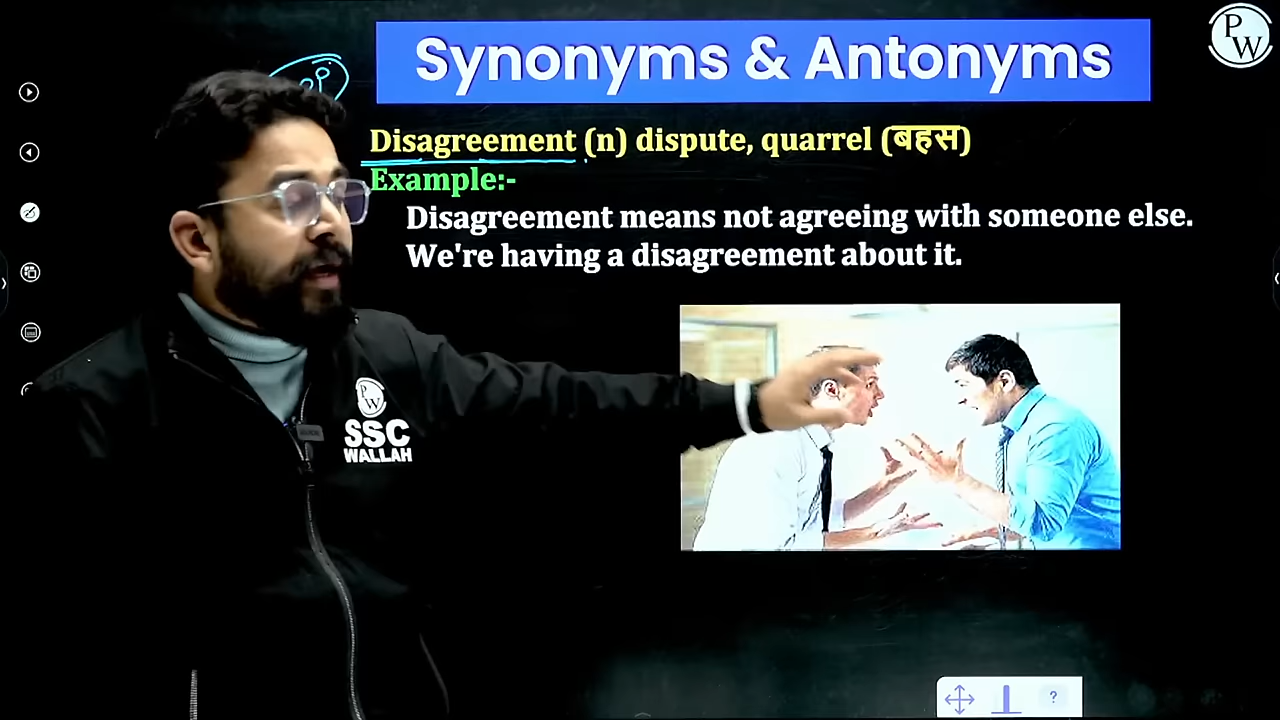 Synonyms & Antonyms
PW
Disagreement (n) dispute, quarrel (बहस)
Example:-
Disagreement means not agreeing with someone else.
We're having a disagreement about it.
PW
SSC
WALLAH
?